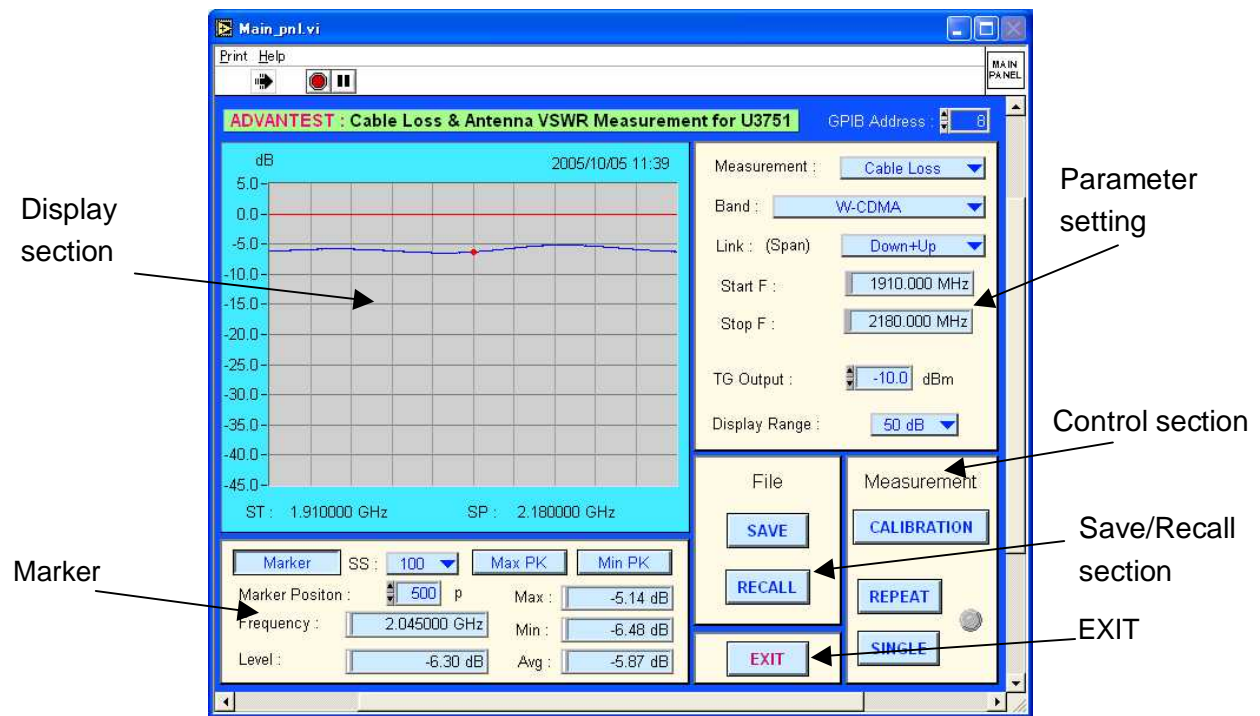 Main_pnl.vi
Print Help
MAIN
PANEL
ADVANTEST : Cable Loss & Antenna VSWR Measurement for U3751
GPIB Address : 8
dB
2005/10/05 11:39
5.0
0.0
-5.0
-10.0
-15.0
-20.0
-25.0
-30.0
-35.0
-40.0
-45.0
ST : 1.910000 GHz SP : 2.180000 GHz
Measurement : Cable Loss
Band : W-CDMA
Link : (Span) Down+Up
Start F : 1910.000 MHz
Stop F : 2180.000 MHz
TG Output : -10.0 dBm
Display Range : 50 dB
Marker SS : 100 Max PK Min PK
Marker Positon : 500 p
Frequency : 2.045000 GHz
Level : -6.30 dB
Max : -5.14 dB
Min : -6.48 dB
Avg : -5.87 dB
File
SAVE
RECALL
EXIT
Measurement
CALIBRATION
REPEAT
SINGLE
Display
section
Marker
Parameter
setting
Control section
Save/Recall
section
EXIT